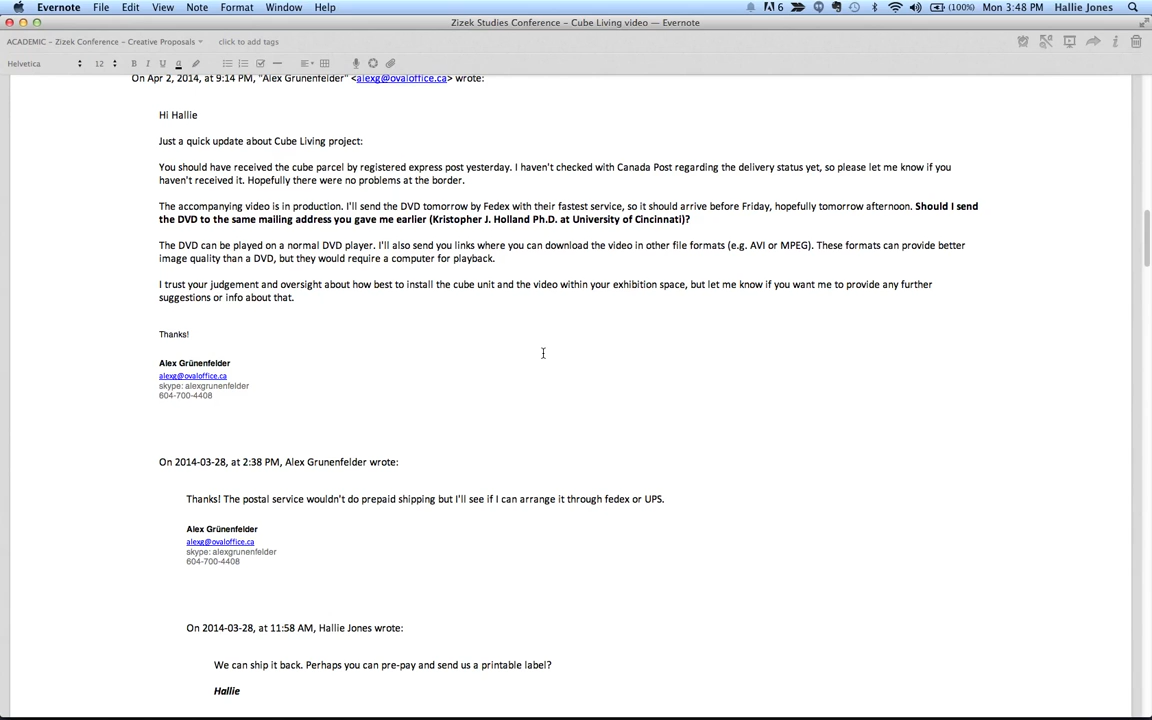 Evernote File Edit View Note Format Window Help 6 (100%) Mon 3:48 PM Hallie Jones
Zizek Studies Conference – Cube Living video — Evernote
ACADEMIC – Zizek Conference – Creative Proposals click to add tags
Helvetica 12 B I U a
On Apr 2, 2014, at 9:14 PM, "Alex Grunenfelder" <alexg@ovaloffice.ca> wrote:
Hi Hallie
Just a quick update about Cube Living project:
You should have received the cube parcel by registered express post yesterday. I haven't checked with Canada Post regarding the delivery status yet, so please let me know if you
haven't received it. Hopefully there were no problems at the border.
The accompanying video is in production. I'll send the DVD tomorrow by Fedex with their fastest service, so it should arrive before Friday, hopefully tomorrow afternoon. Should I send
the DVD to the same mailing address you gave me earlier (Kristopher J. Holland Ph.D. at University of Cincinnati)?
The DVD can be played on a normal DVD player. I'll also send you links where you can download the video in other file formats (e.g. AVI or MPEG). These formats can provide better
image quality than a DVD, but they would require a computer for playback.
I trust your judgement and oversight about how best to install the cube unit and the video within your exhibition space, but let me know if you want me to provide any further
suggestions or info about that.
Thanks!
Alex Grünenfelder
alexg@ovaloffice.ca
skype: alexgrunenfelder
604-700-4408
On 2014-03-28, at 2:38 PM, Alex Grunenfelder wrote:
Thanks! The postal service wouldn't do prepaid shipping but I'll see if I can arrange it through fedex or UPS.
Alex Grünenfelder
alexg@ovaloffice.ca
skype: alexgrunenfelder
604-700-4408
On 2014-03-28, at 11:58 AM, Hallie Jones wrote:
We can ship it back. Perhaps you can pre-pay and send us a printable label?
Hallie